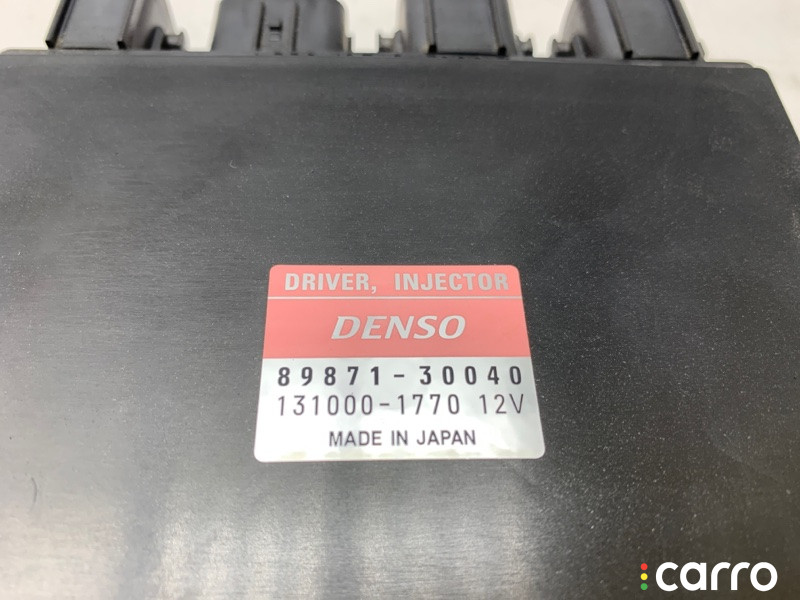 DRIVER, INJECTOR
DENSO
89871-30040
131000-1770 12V
MADE IN JAPAN
carro